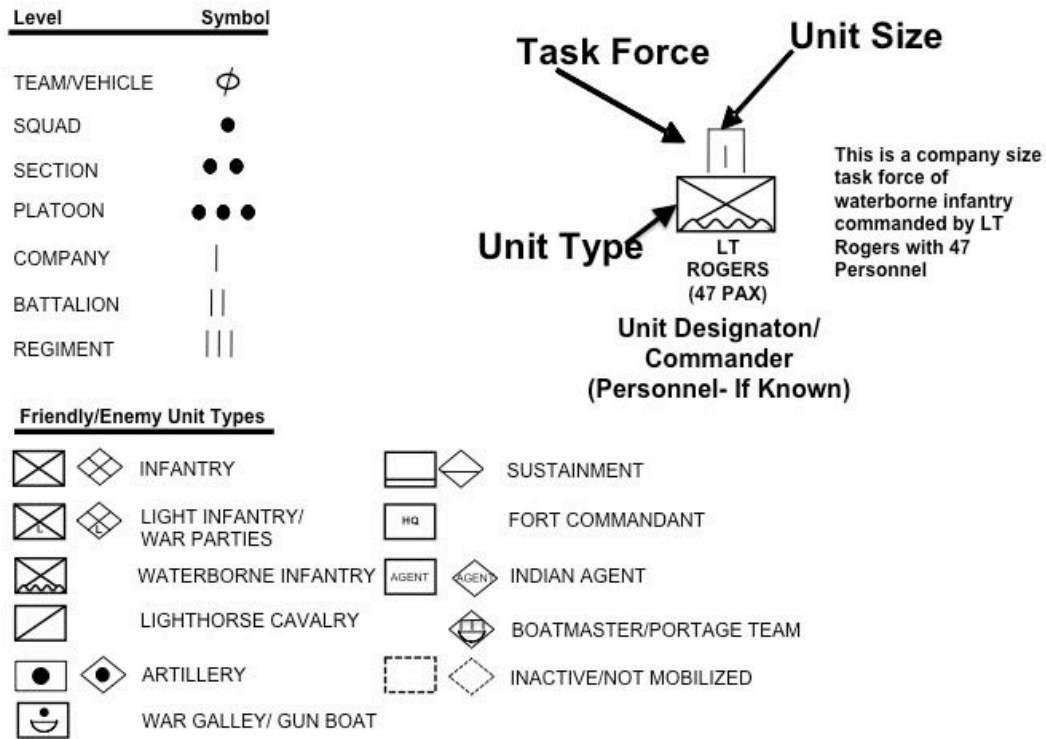 Level Symbol
TEAM/VEHICLE
SQUAD
SECTION
PLATOON
COMPANY
BATTALION
REGIMENT
Task Force
Unit Size
Unit Type
LT
ROGERS
(47 PAX)
Unit Designaton/
Commander
(Personnel- If Known)
This is a company size
task force of
waterborne infantry
commanded by LT
Rogers with 47
Personnel
Friendly/Enemy Unit Types
INFANTRY
L L LIGHT INFANTRY/
WAR PARTIES
WATERBORNE INFANTRY
LIGHTHORSE CAVALRY
ARTILLERY
WAR GALLEY/ GUN BOAT
SUSTAINMENT
HQ FORT COMMANDANT
AGENT AGENT INDIAN AGENT
BOATMASTER/PORTAGE TEAM
INACTIVE/NOT MOBILIZED